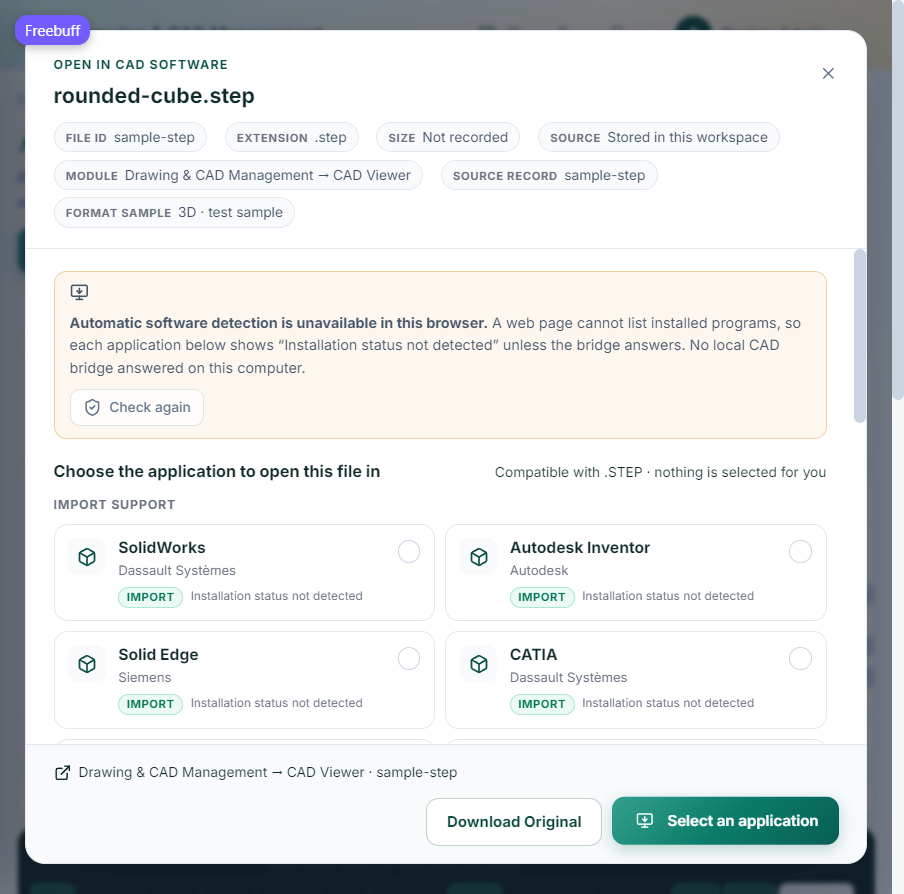 Freebuff
OPEN IN CAD SOFTWARE
rounded-cube.step
FILE ID sample-step
EXTENSION .step
SIZE Not recorded
SOURCE Stored in this workspace
MODULE Drawing & CAD Management → CAD Viewer
SOURCE RECORD sample-step
FORMAT SAMPLE 3D · test sample
Automatic software detection is unavailable in this browser. A web page cannot list installed programs, so
each application below shows “Installation status not detected” unless the bridge answers. No local CAD
bridge answered on this computer.
Check again
Choose the application to open this file in
Compatible with .STEP · nothing is selected for you
IMPORT SUPPORT
SolidWorks
Dassault Systèmes
IMPORT Installation status not detected
Autodesk Inventor
Autodesk
IMPORT Installation status not detected
Solid Edge
Siemens
IMPORT Installation status not detected
CATIA
Dassault Systèmes
IMPORT Installation status not detected
Drawing & CAD Management → CAD Viewer · sample-step
Download Original
Select an application